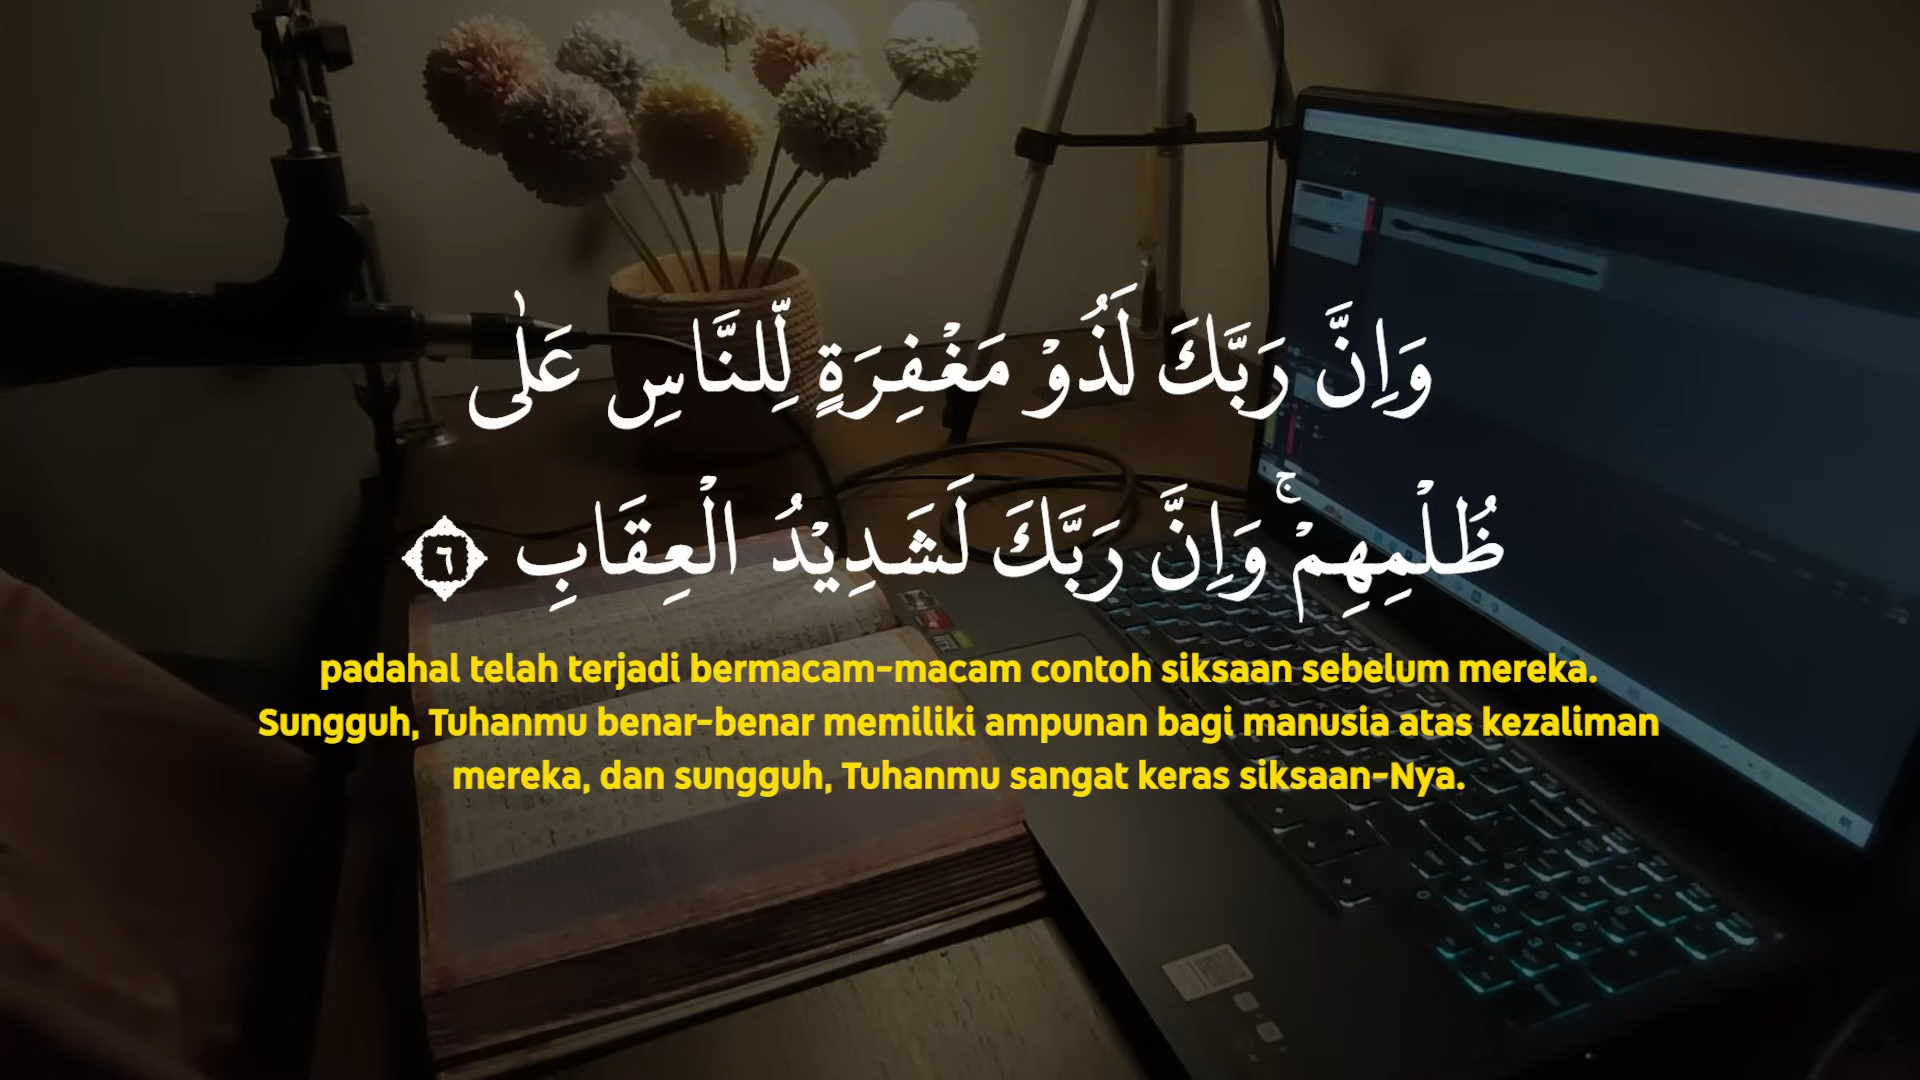 وَاِنَّ رَبَّكَ لَذُوْ مَغْفِرَةٍ لِّلنَّاسِ عَلٰى
ظُلْمِهِمْۚ وَاِنَّ رَبَّكَ لَشَدِيْدُ الْعِقَابِ ٦
padahal telah terjadi bermacam-macam contoh siksaan sebelum mereka.
Sungguh, Tuhanmu benar-benar memiliki ampunan bagi manusia atas kezaliman
mereka, dan sungguh, Tuhanmu sangat keras siksaan-Nya.